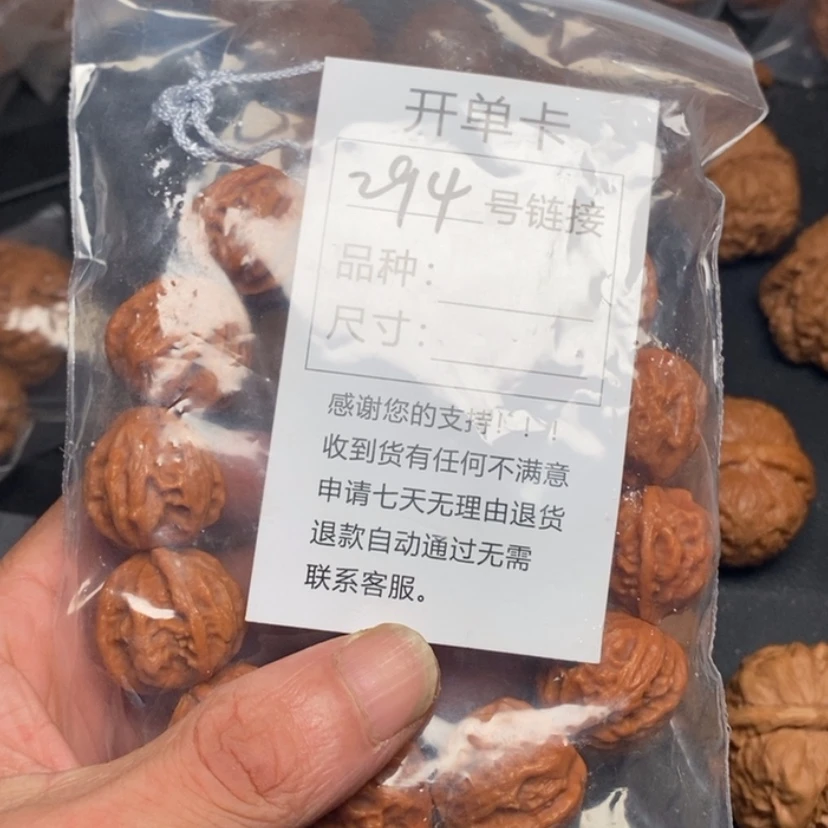 开单卡
294号链接
品种：
尺寸：
感谢您的支持！！！
收到货有任何不满意
申请七天无理由退货
退款自动通过无需
联系客服。